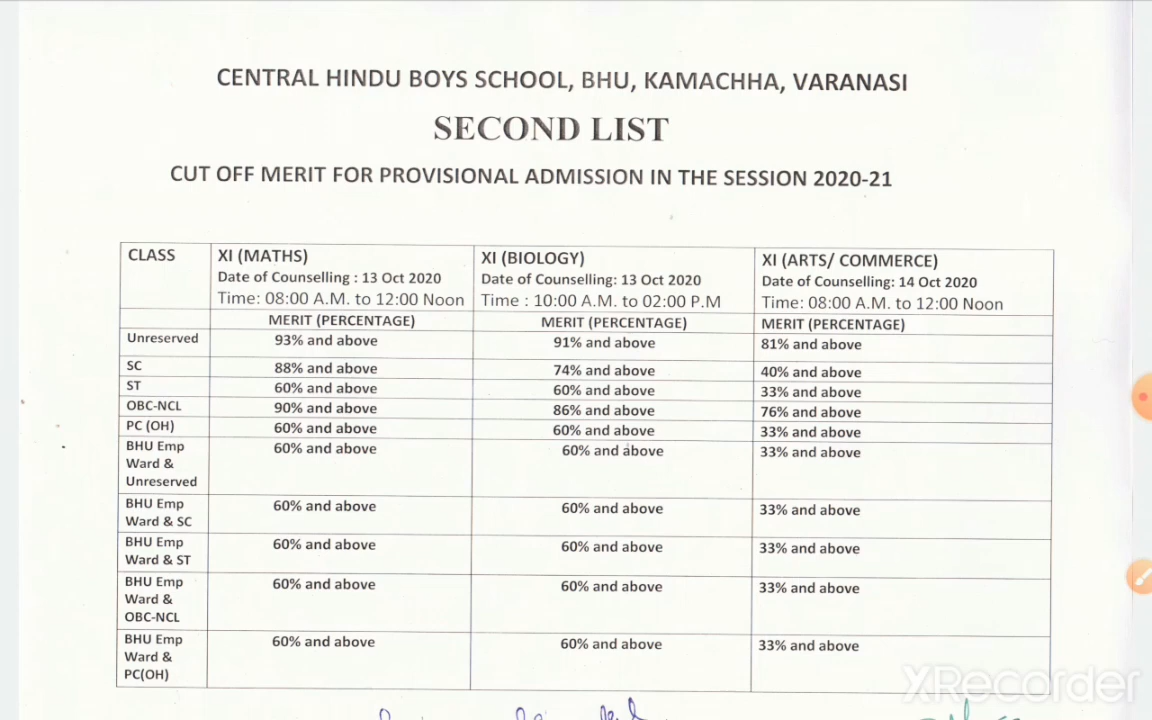 CENTRAL HINDU BOYS SCHOOL, BHU, KAMACHHA, VARANASI
SECOND LIST
CUT OFF MERIT FOR PROVISIONAL ADMISSION IN THE SESSION 2020-21
CLASS XI (MATHS) XI (BIOLOGY) XI (ARTS/ COMMERCE)
Date of Counselling : 13 Oct 2020 Date of Counselling: 13 Oct 2020 Date of Counselling: 14 Oct 2020
Time: 08:00 A.M. to 12:00 Noon Time : 10:00 A.M. to 02:00 P.M Time: 08:00 A.M. to 12:00 Noon
MERIT (PERCENTAGE) MERIT (PERCENTAGE) MERIT (PERCENTAGE)
Unreserved 93% and above 91% and above 81% and above
SC 88% and above 74% and above 40% and above
ST 60% and above 60% and above 33% and above
OBC-NCL 90% and above 86% and above 76% and above
PC (OH) 60% and above 60% and above 33% and above
BHU Emp 60% and above 60% and above 33% and above
Ward &
Unreserved
BHU Emp 60% and above 60% and above 33% and above
Ward & SC
BHU Emp 60% and above 60% and above 33% and above
Ward & ST
BHU Emp 60% and above 60% and above 33% and above
Ward &
OBC-NCL
BHU Emp 60% and above 60% and above 33% and above
Ward &
PC(OH)
XRecorder